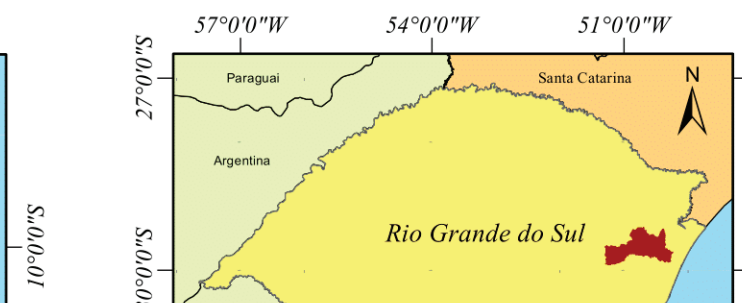 57°0'0"W 54°0'0"W 51°0'0"W
27°0'0"S
Paraguai
Santa Catarina
N
Argentina
Rio Grande do Sul
10°0'0"S
0°0'0"S